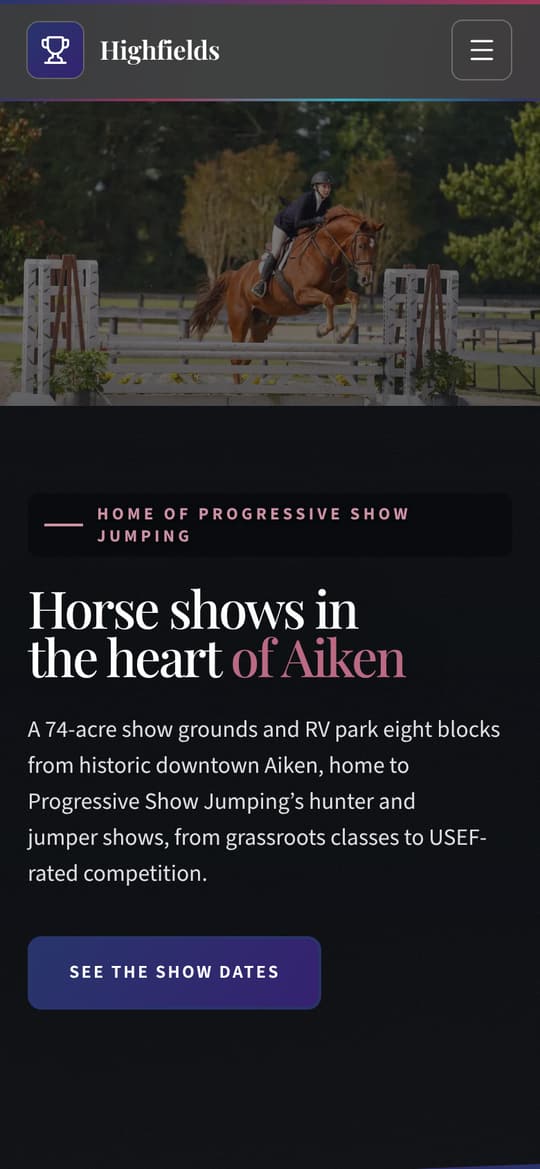 Highfields
HOME OF PROGRESSIVE SHOW
JUMPING
Horse shows in
the heart of Aiken
A 74-acre show grounds and RV park eight blocks
from historic downtown Aiken, home to
Progressive Show Jumping’s hunter and
jumper shows, from grassroots classes to USEF-
rated competition.
SEE THE SHOW DATES